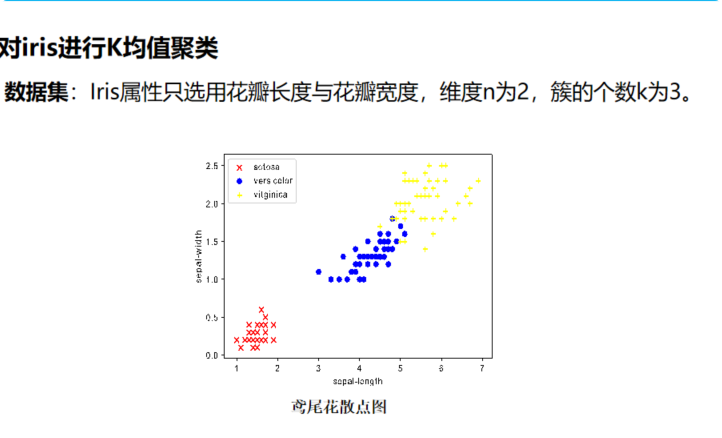 对iris进行K均值聚类
数据集：Iris属性只选用花瓣长度与花瓣宽度，维度n为2，簇的个数k为3。
2.5
2.0
1.5
1.0
0.5
0.0
sepal-width
setosa
vers color
vitginica
1 2 3 4 5 6 7
sepal-length
鸢尾花散点图